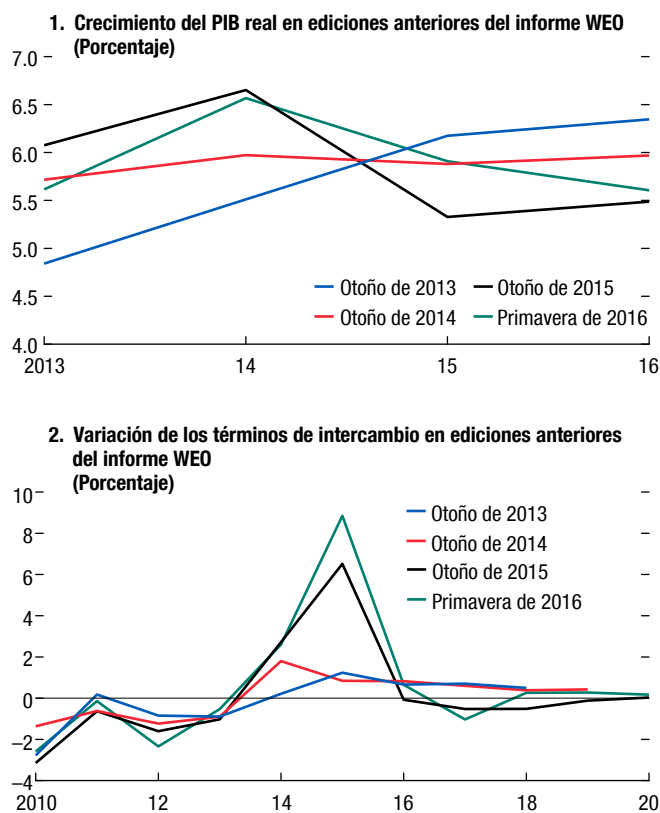 1. Crecimiento del PIB real en ediciones anteriores del informe WEO
(Porcentaje)
7.0
6.5
6.0
5.5
5.0
4.5
4.0
Otoño de 2013
Otoño de 2015
Otoño de 2014
Primavera de 2016
2013
14
15
16
2. Variación de los términos de intercambio en ediciones anteriores
del informe WEO
(Porcentaje)
10
8
6
4
2
0
–2
–4
Otoño de 2013
Otoño de 2014
Otoño de 2015
Primavera de 2016
2010
12
14
16
18
20